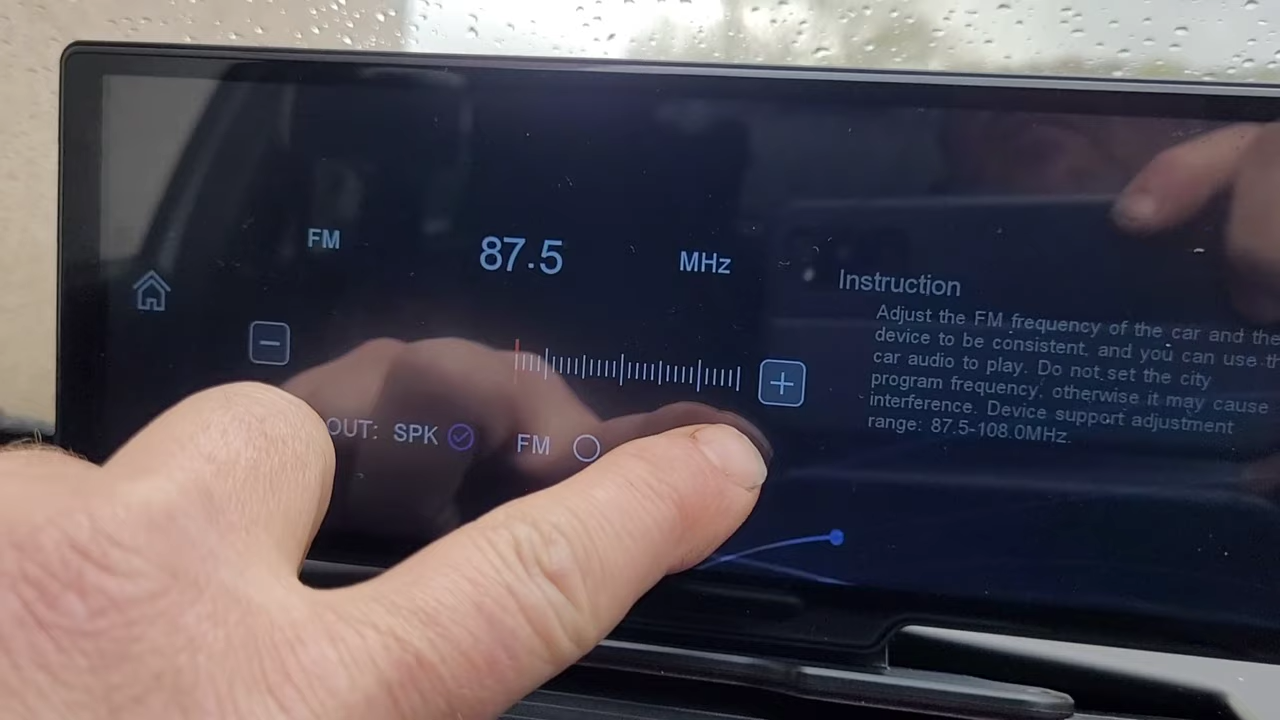 FM 87.5 MHz
OUT: SPK FM
Instruction
Adjust the FM frequency of the car and the
device to be consistent, and you can use
car audio to play. Do not set the city
program frequency, otherwise it may cause
interference. Device support adjustment
range: 87.5-108.0MHz.